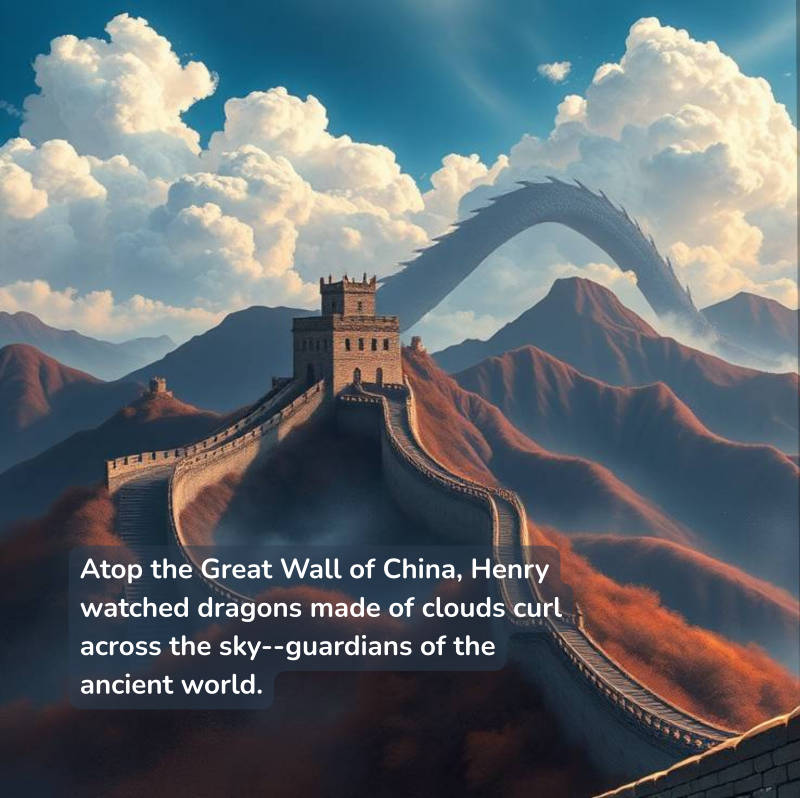 Atop the Great Wall of China, Henry
watched dragons made of clouds curl
across the sky--guardians of the
ancient world.